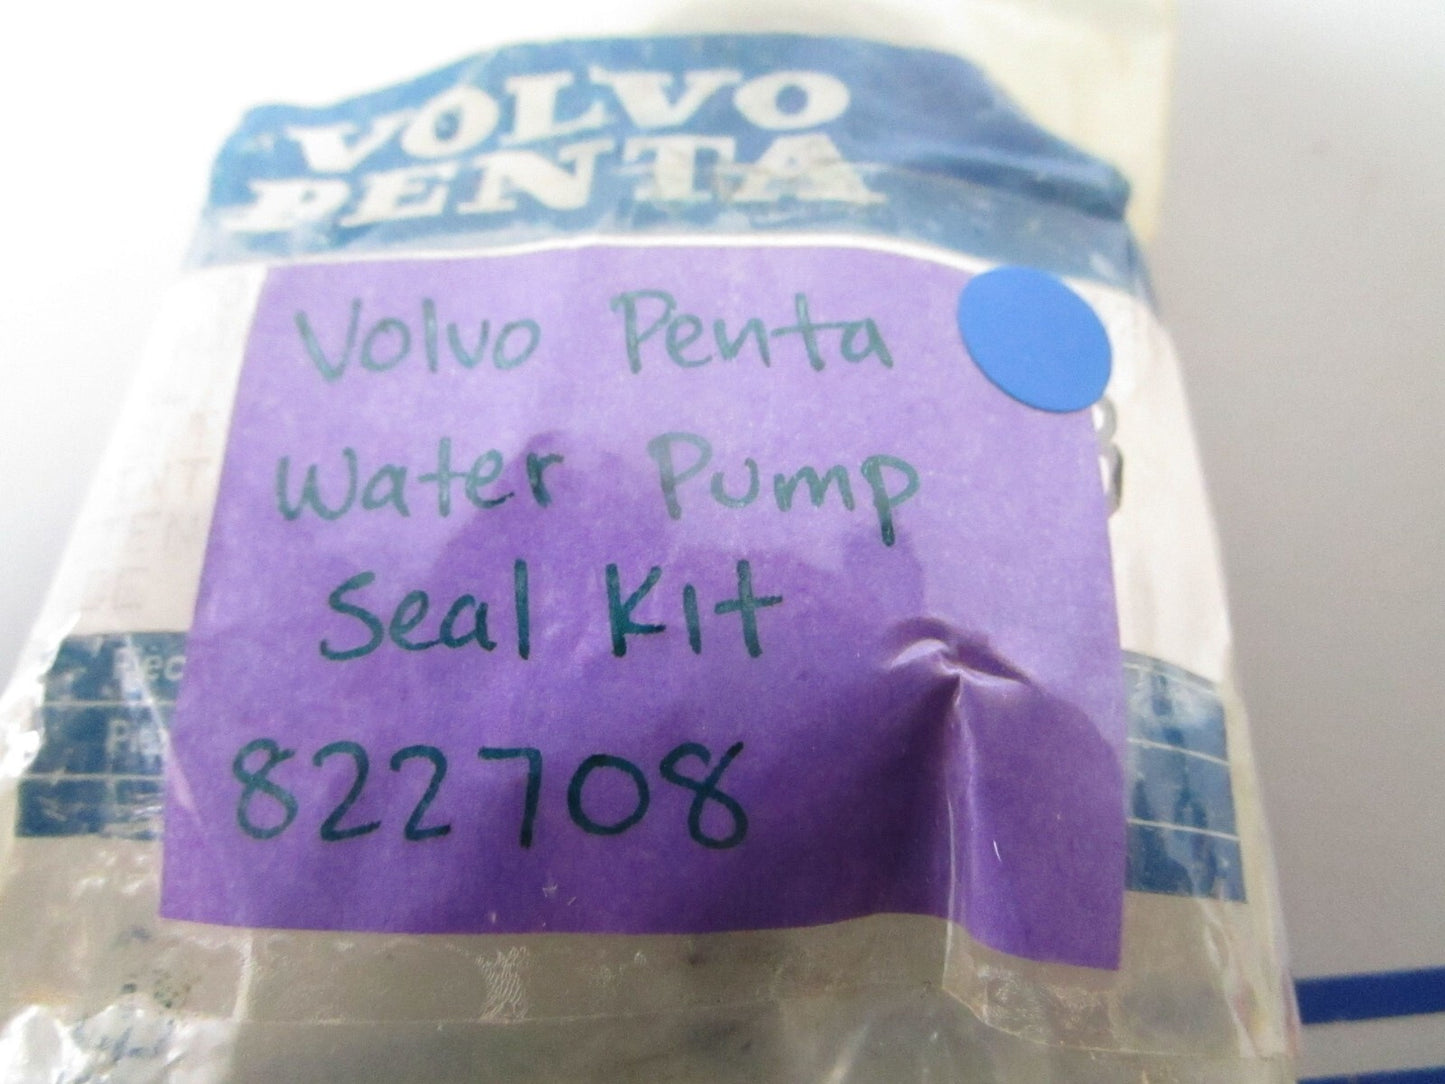 VOLVO
PENTA
Volvo Penta
Water Pump
Seal Kit
822708